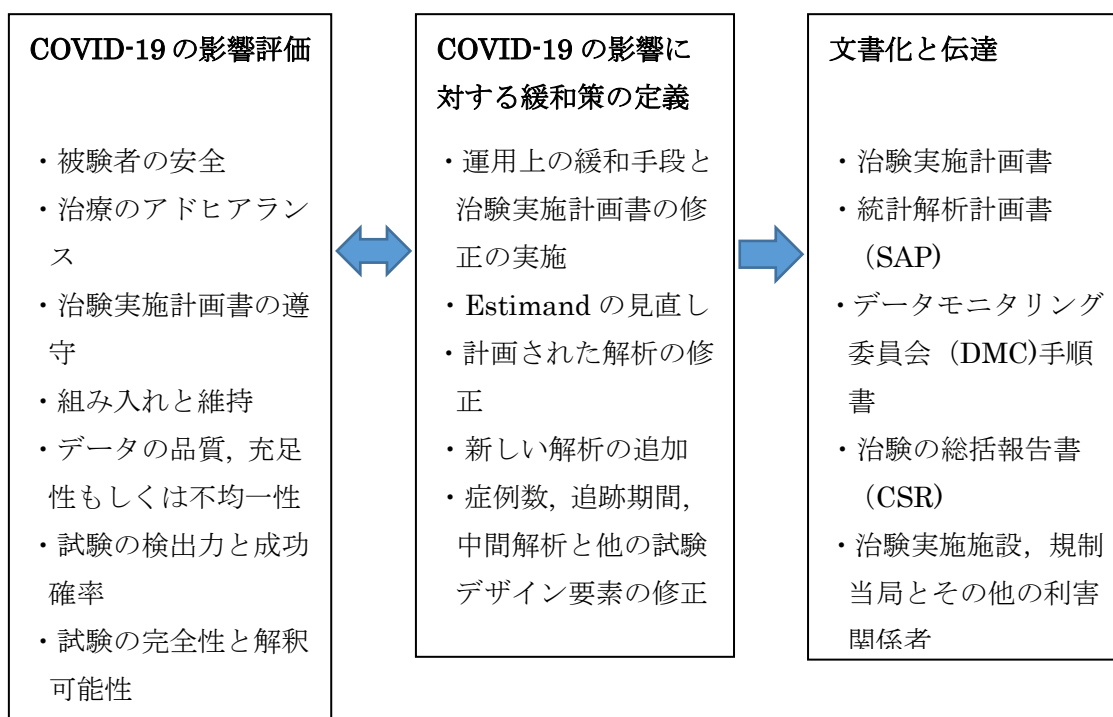 COVID-19 の影響評価
・被験者の安全
・治療のアドヒアラン
ス
・治験実施計画書の遵
守
・組み入れと維持
・データの品質, 充足
性もしくは不均一性
・試験の検出力と成功
確率
・試験の完全性と解釈
可能性
COVID-19 の影響に
対する緩和策の定義
・運用上の緩和手段と
治験実施計画書の修
正の実施
・Estimand の見直し
・計画された解析の修
正
・新しい解析の追加
・症例数, 追跡期間,
中間解析と他の試験
デザイン要素の修正
文書化と伝達
・治験実施計画書
・統計解析計画書
（SAP)
・データモニタリング
委員会（DMC)手順
書
・治験の総括報告書
（CSR)
・治験実施施設, 規制
当局とその他の利害
関係者